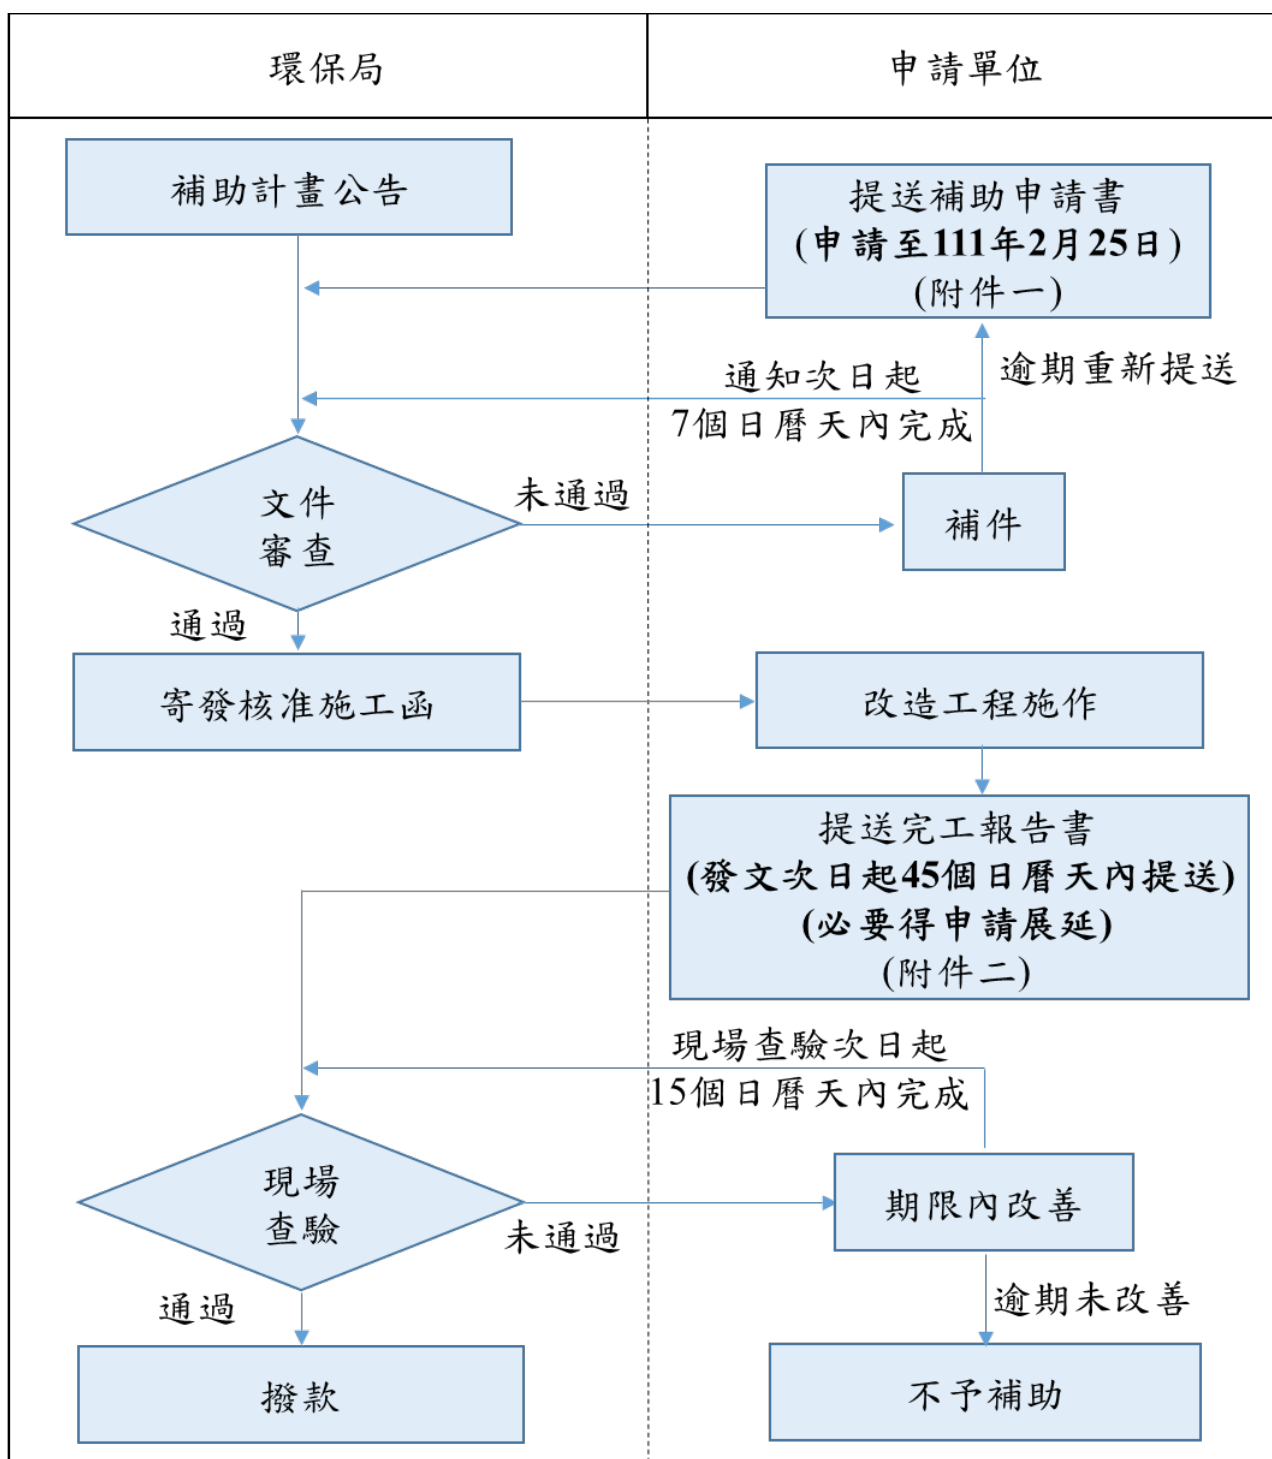 環保局
申請單位
補助計畫公告
提送補助申請書
(申請至111年2月25日)
(附件一)
逾期重新提送
通知次日起
7個日曆天內完成
文件
審查
未通過
補件
通過
寄發核准施工函
改造工程施作
提送完工報告書
(發文次日起45個日曆天內提送)
(必要得申請展延)
(附件二)
現場查驗次日起
15個日曆天內完成
現場
查驗
未通過
期限內改善
通過
逾期未改善
撥款
不予補助